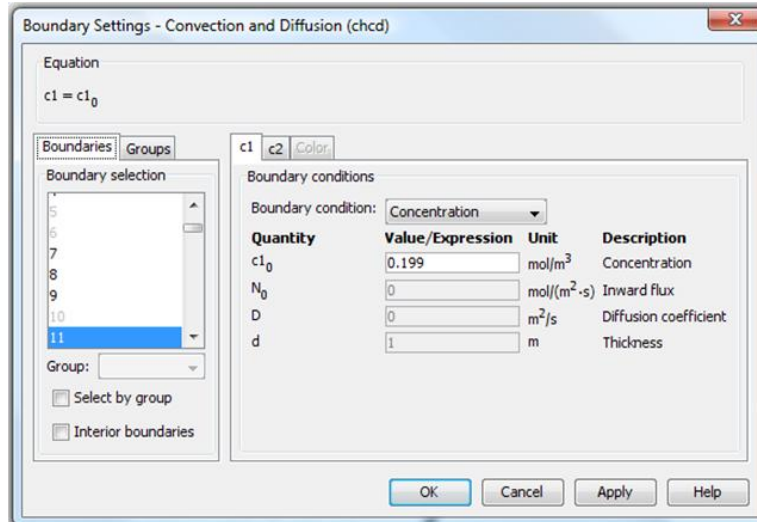 Boundary Settings - Convection and Diffusion (chcd)
Equation
c1 = c1₀
Boundaries Groups
Boundary selection
5
6
7
8
9
10
11
Group:
Select by group
Interior boundaries
c1 c2 Color
Boundary conditions
Boundary condition: Concentration
Quantity Value/Expression Unit Description
c1₀ 0.199 mol/m³ Concentration
N₀ 0 mol/(m²·s) Inward flux
D 0 m²/s Diffusion coefficient
d 1 m Thickness
OK Cancel Apply Help